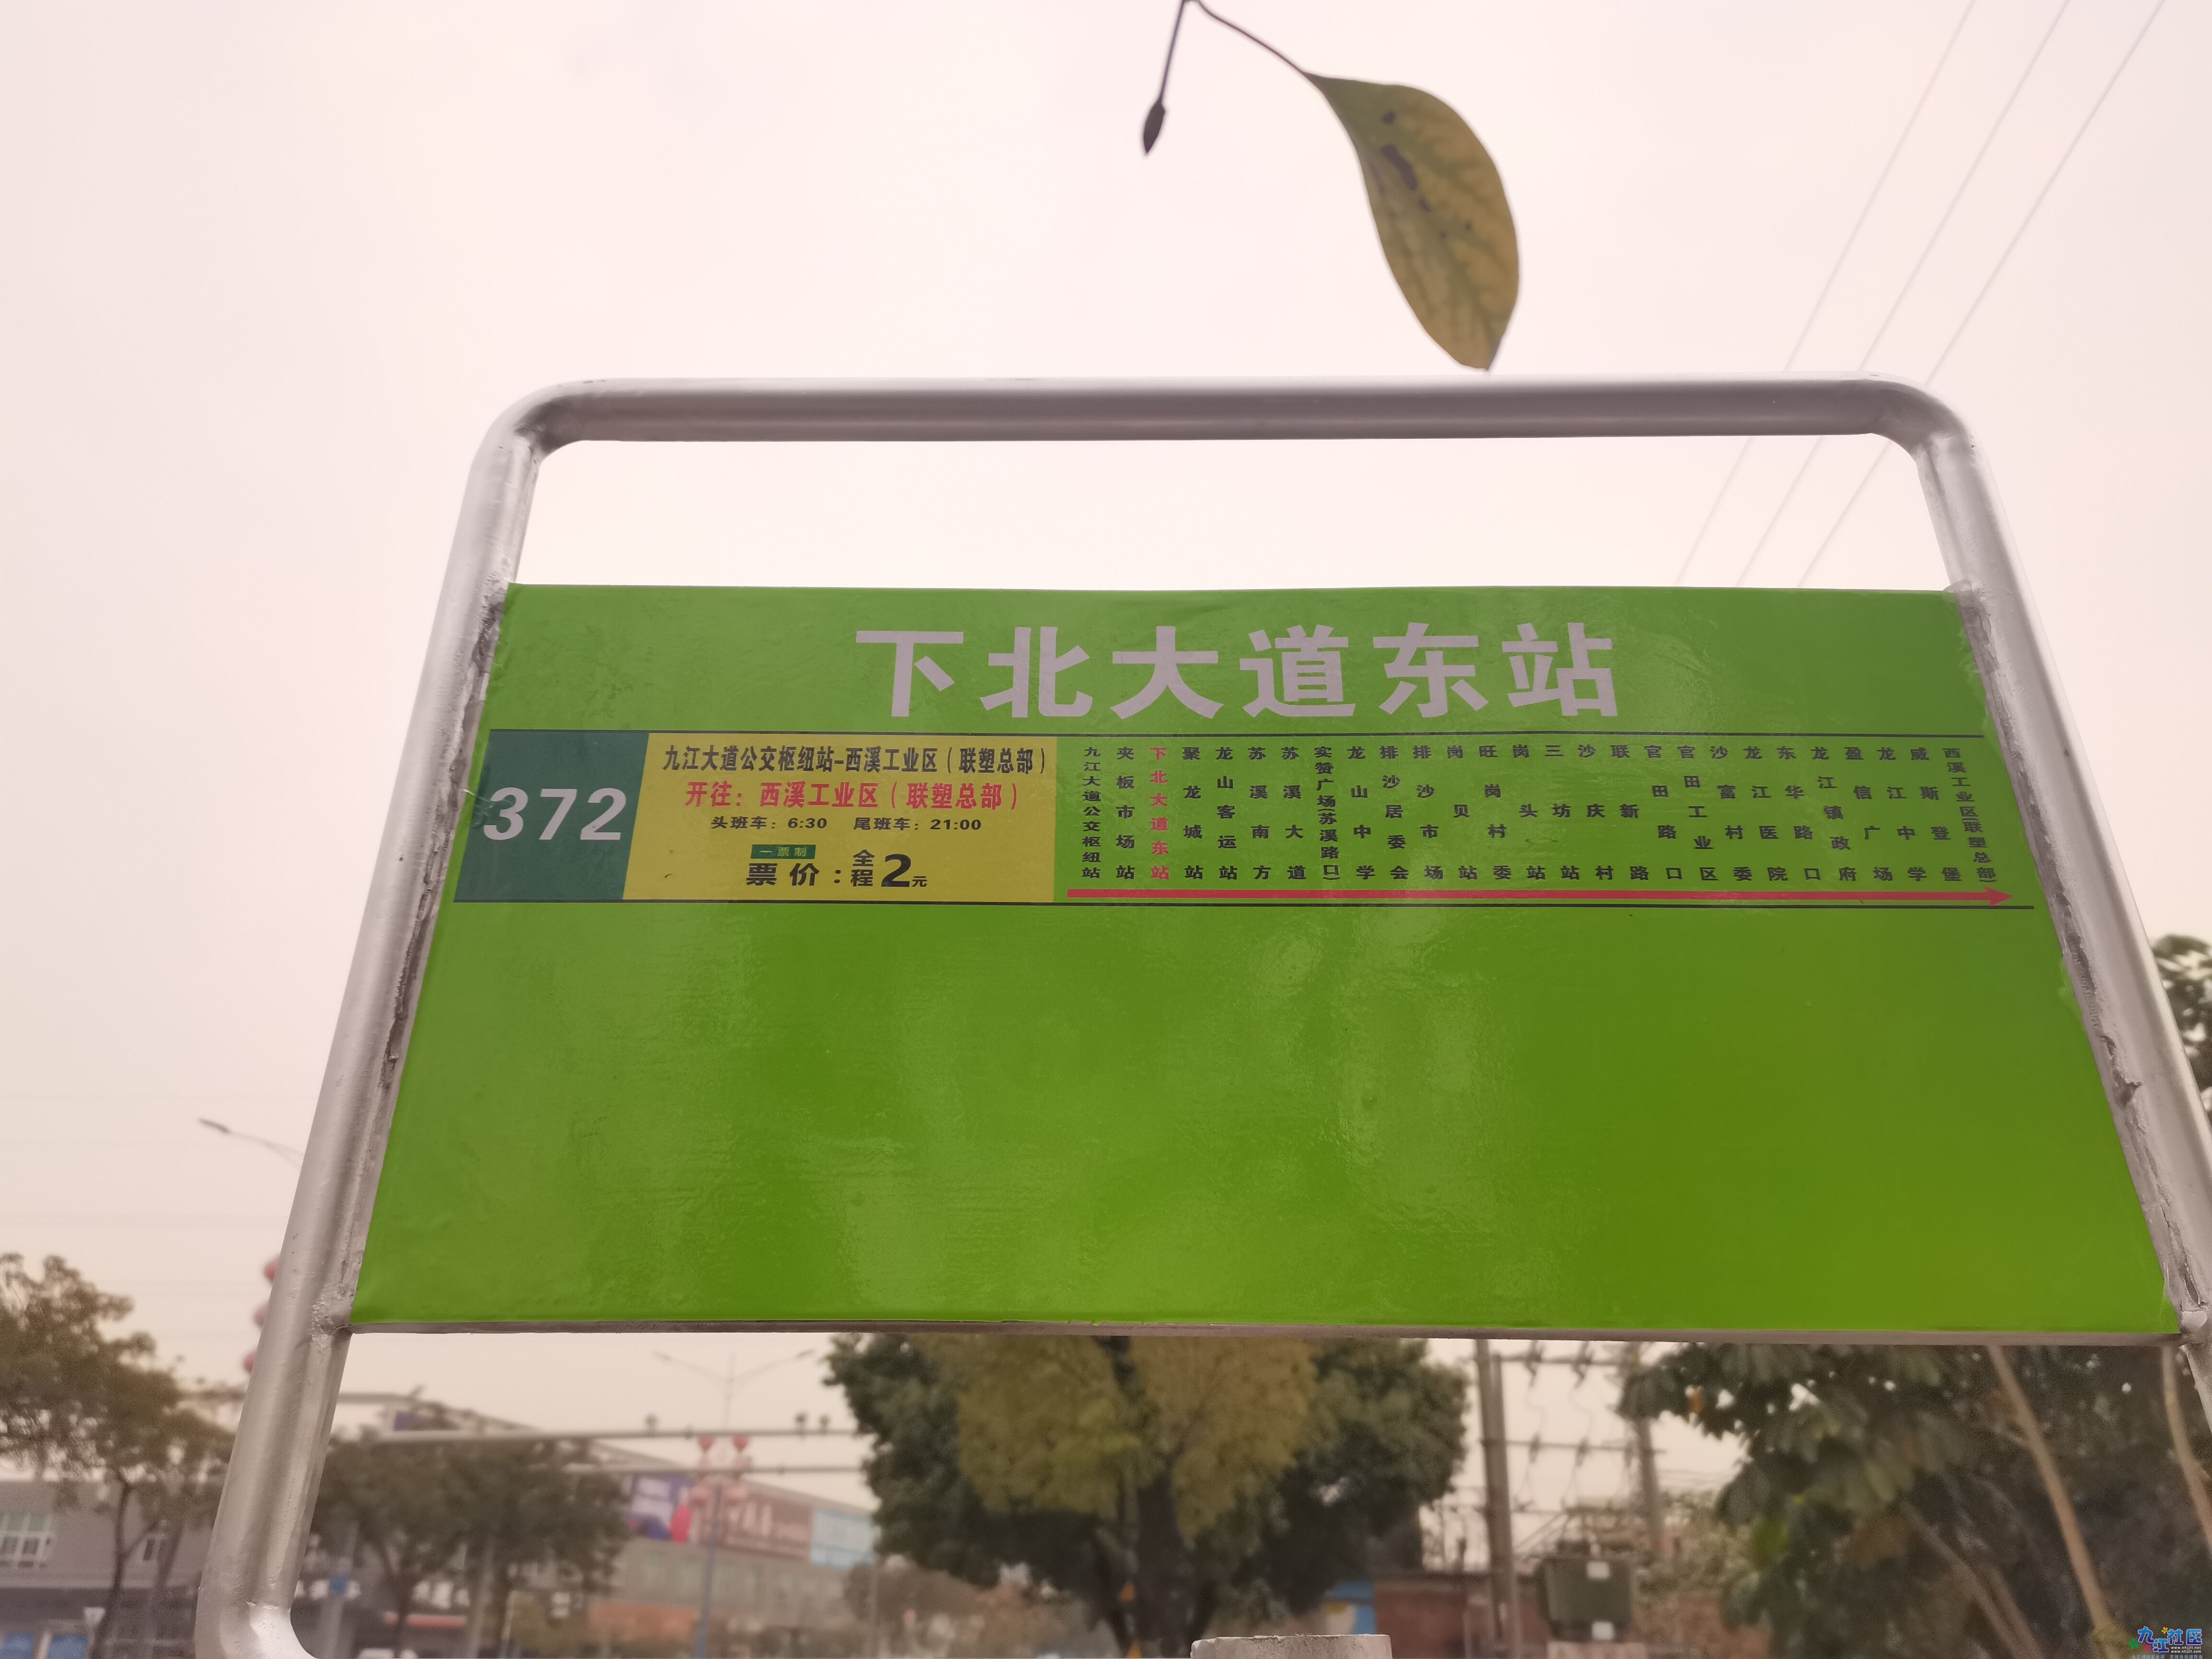 下北大道东站
372
九江大道公交枢纽站-西溪工业区(联塑总部)
开往:西溪工业区(联塑总部)
头班车:6:30 尾班车:21:00
一票制
票价:全程2元
九江大道公交枢纽站
夹板市场站
下北大道东站
聚龙城站
龙山客运站
苏溪南方
苏溪大道
实赞广场(苏溪路口)
龙山中学
排沙居委会
排沙市场
岗贝站
旺岗村委
岗头站
三坊站
沙庆村
联新路
官田路口
官田工业区
沙富村委
龙江医院
东华路口
龙江镇政府
盈信广场
龙江中学
威斯登堡
西溪工业区(联塑总部)
九江社区